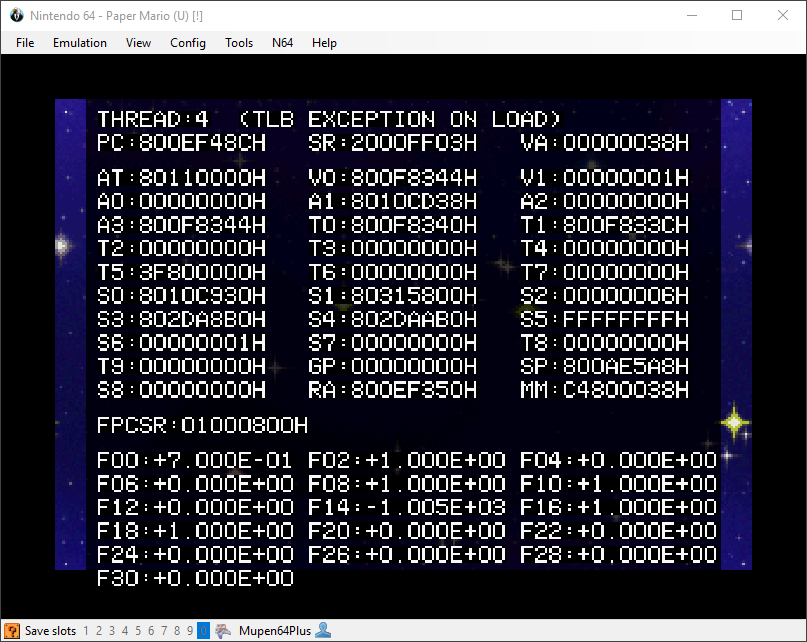 Nintendo 64 - Paper Mario (U) [!]
File Emulation View Config Tools N64 Help
THREAD:4 (TLB EXCEPTION ON LOAD)
PC:800EF48CH SR:2000FF03H VA:00000038H
AT:80110000H V0:800F8344H V1:00000001H
A0:00000000H A1:8010CD38H A2:00000000H
A3:800F8344H T0:800F8340H T1:800F833CH
T2:00000000H T3:00000000H T4:00000000H
T5:3F800000H T6:00000000H T7:00000000H
S0:8010C930H S1:80315800H S2:00000006H
S3:802DA8B0H S4:802DAAB0H S5:FFFFFFFFH
S6:00000001H S7:00000000H T8:00000000H
T9:00000000H GP:00000000H SP:800AE5A8H
S8:00000000H RA:800EF350H MM:C4800038H
FPCSR:01000800H
F00:+7.000E-01 F02:+1.000E+00 F04:+0.000E+00
F06:+0.000E+00 F08:+1.000E+00 F10:+1.000E+00
F12:+0.000E+00 F14:-1.005E+03 F16:+1.000E+00
F18:+1.000E+00 F20:+0.000E+00 F22:+0.000E+00
F24:+0.000E+00 F26:+0.000E+00 F28:+0.000E+00
F30:+0.000E+00
Save slots 1 2 3 4 5 6 7 8 9 0 Mupen64Plus